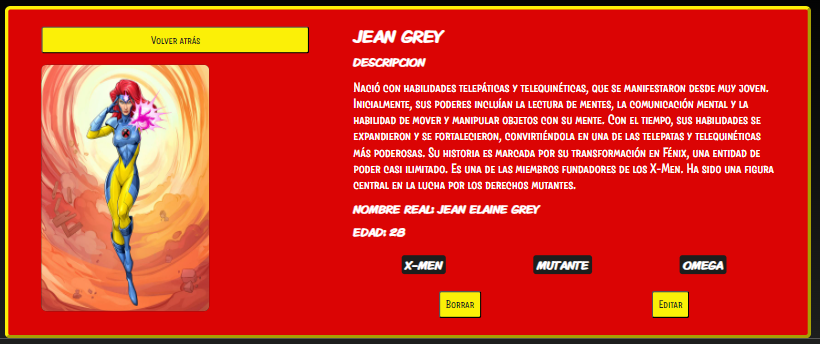 Volver atrás
JEAN GREY
DESCRIPCION
Nació con habilidades telepáticas y telequinéticas, que se manifestaron desde muy joven.
Inicialmente, sus poderes incluían la lectura de mentes, la comunicación mental y la
habilidad de mover y manipular objetos con su mente. Con el tiempo, sus habilidades se
expandieron y se fortalecieron, convirtiéndola en una de las telepatas y telequinéticas
más poderosas. Su historia es marcada por su transformación en Fénix, una entidad de
poder casi ilimitado. Es una de las miembros fundadores de los X-Men. Ha sido una figura
central en la lucha por los derechos mutantes.
NOMBRE REAL: JEAN ELAINE GREY
EDAD: 28
X-MEN
MUTANTE
OMEGA
Borrar
Editar